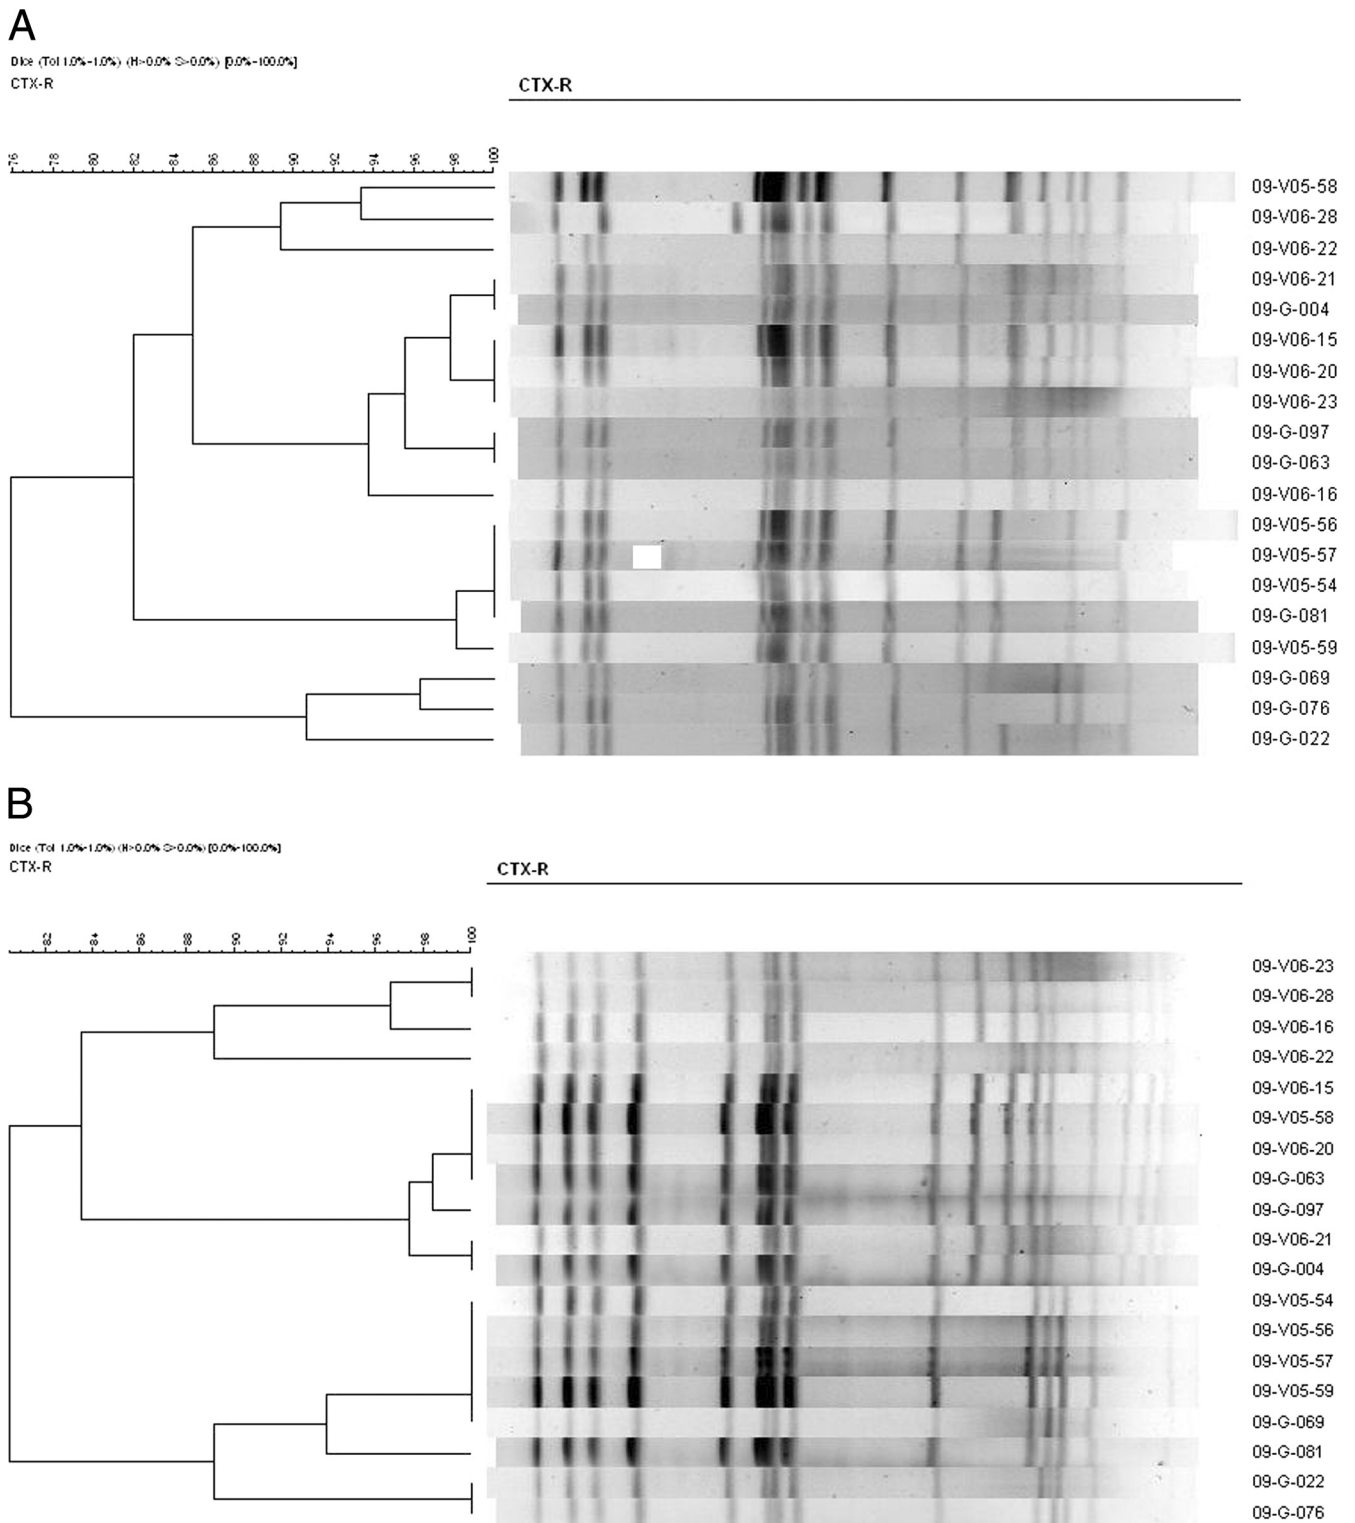 A
Dice (Tol 1.0%-1.0%) (H>0.0% S>0.0%) [0.0%-100.0%]
CTX-R
CTX-R
76 78 80 82 84 86 88 90 92 94 96 98 100
09-V05-58
09-V06-28
09-V06-22
09-V06-21
09-G-004
09-V06-15
09-V06-20
09-V06-23
09-G-097
09-G-063
09-V06-16
09-V05-56
09-V05-57
09-V05-54
09-G-081
09-V05-59
09-G-069
09-G-076
09-G-022
B
Dice (Tol 1.0%-1.0%) (H>0.0% S>0.0%) [0.0%-100.0%]
CTX-R
CTX-R
82 84 86 88 90 92 94 96 98 100
09-V06-23
09-V06-28
09-V06-16
09-V06-22
09-V06-15
09-V05-58
09-V06-20
09-G-063
09-G-097
09-V06-21
09-G-004
09-V05-54
09-V05-56
09-V05-57
09-V05-59
09-G-069
09-G-081
09-G-022
09-G-076